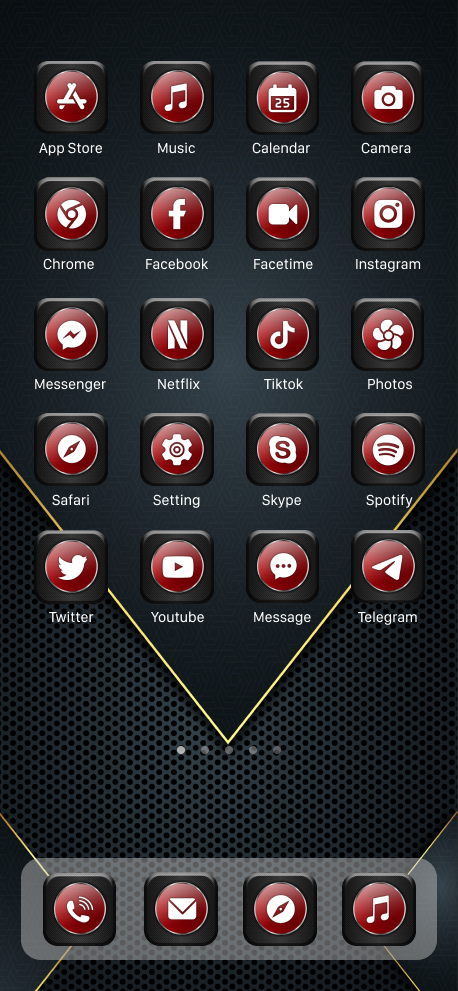 App Store Music Calendar Camera
25
Chrome Facebook Facetime Instagram
Messenger Netflix Tiktok Photos
Safari Setting Skype Spotify
Twitter Youtube Message Telegram